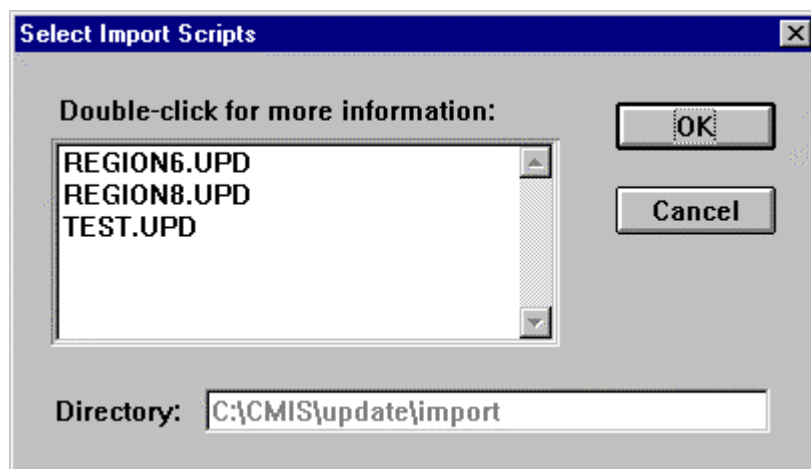 Select Import Scripts
Double-click for more information:
REGION6.UPD
REGION8.UPD
TEST.UPD
OK
Cancel
Directory: C:\CMIS\update\import